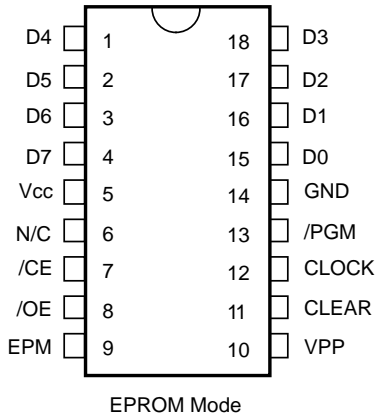 D4 1 18 D3
D5 2 17 D2
D6 3 16 D1
D7 4 15 D0
Vcc 5 14 GND
N/C 6 13 /PGM
/CE 7 12 CLOCK
/OE 8 11 CLEAR
EPM 9 10 VPP
EPROM Mode